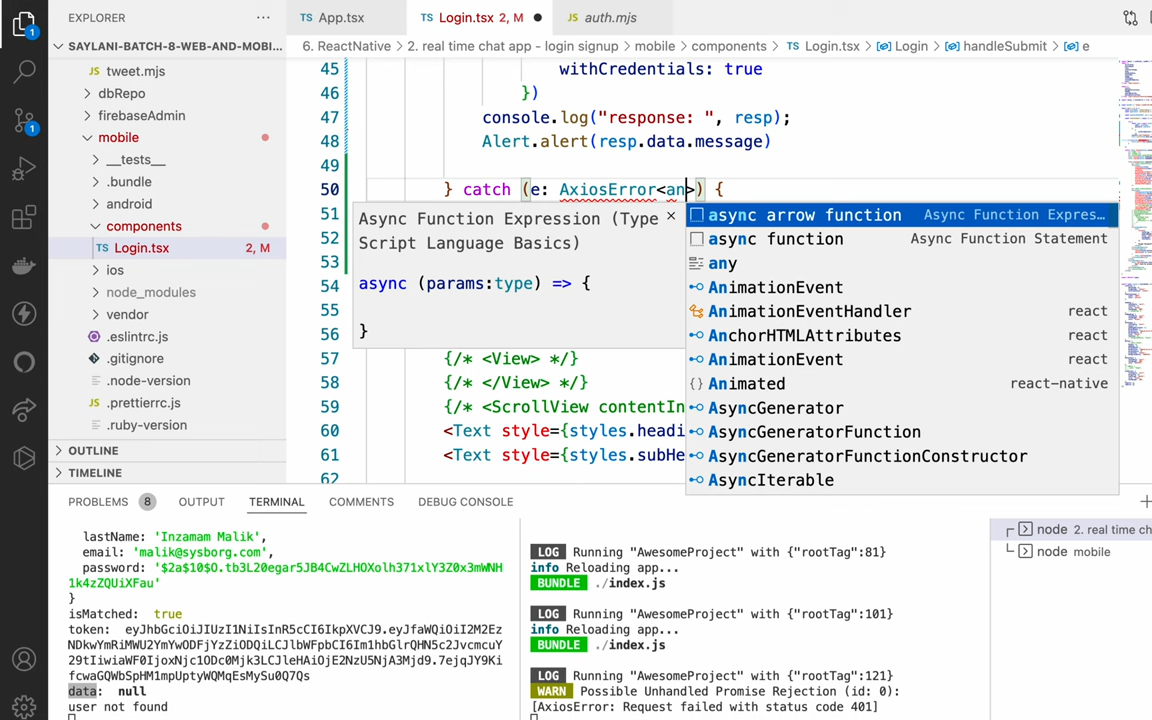 EXPLORER
App.tsx
Login.tsx 2, M
auth.mjs
SAYLANI-BATCH-8-WEB-AND-MOBI...
6. ReactNative > 2. real time chat app - login signup > mobile > components > TS Login.tsx > Login > handleSubmit > e
JS tweet.mjs
dbRepo
firebaseAdmin
mobile
__tests__
.bundle
android
components
TS Login.tsx 2, M
ios
node_modules
vendor
.eslintrc.js
.gitignore
.node-version
JS .prettierrc.js
.ruby-version
OUTLINE
TIMELINE
45 withCredentials: true
46 })
47 console.log("response: ", resp);
48 Alert.alert(resp.data.message)
49
50 } catch (e: AxiosError<an>) {
51
52
53
54
55
56
57 {/* <View> */}
58 {/* </View> */}
59 {/* <ScrollView contentIn
60 <Text style={styles.headi
61 <Text style={styles.subHe
62
Async Function Expression (Type
Script Language Basics)
async (params:type) => {
}
async arrow function Async Function Expres...
async function Async Function Statement
any
AnimationEvent
AnimationEventHandler react
AnchorHTMLAttributes react
AnimationEvent react
Animated react-native
AsyncGenerator
AsyncGeneratorFunction
AsyncGeneratorFunctionConstructor
AsyncIterable
PROBLEMS 8 OUTPUT TERMINAL COMMENTS DEBUG CONSOLE
lastName: 'Inzamam Malik',
email: 'malik@sysborg.com',
password: '$2a$10$O.tb3L20egar5JB4CwZLHOXolh371xlY3Z0x3mWNH
1k4zZQUiXFau'
}
isMatched: true
token: eyJhbGciOiJIUzI1NiIsInR5cCI6IkpXVCJ9.eyJfaWQiOiI2M2Ez
NDkwYmRiMWU2YmYwODFjYzZiODQiLCJlbWFpbCI6Im1hbGlrQHN5c2JvcmcuY
29tIiwiaWF0IjoxNjc1ODc0Mjk3LCJleHAiOjE2NzU5NjA3Mjd9.7ejqJY9Ki
fcwaGQWbSpHM1mpUptyWQMqEsMySu0Q7Qs
data: null
user not found
LOG Running "AwesomeProject" with {"rootTag":81}
info Reloading app...
BUNDLE ./index.js
LOG Running "AwesomeProject" with {"rootTag":101}
info Reloading app...
BUNDLE ./index.js
LOG Running "AwesomeProject" with {"rootTag":121}
WARN Possible Unhandled Promise Rejection (id: 0):
[AxiosError: Request failed with status code 401]
node 2. real time ch
node mobile